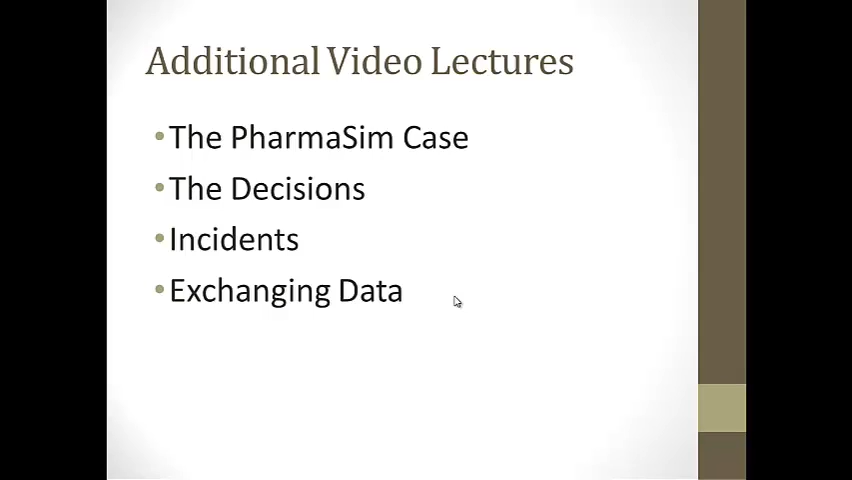 Additional Video Lectures
•The PharmaSim Case
•The Decisions
•Incidents
•Exchanging Data